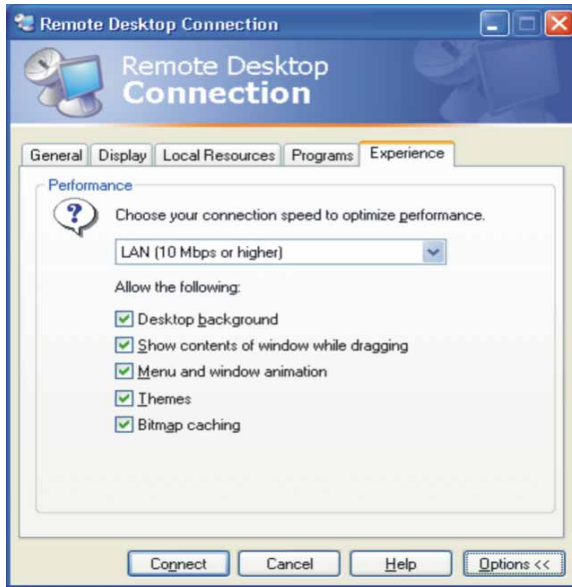 Remote Desktop Connection
Remote Desktop
Connection
General Display Local Resources Programs Experience
Performance
Choose your connection speed to optimize performance.
LAN (10 Mbps or higher)
Allow the following:
Desktop background
Show contents of window while dragging
Menu and window animation
Themes
Bitmap caching
Connect Cancel Help Options <<